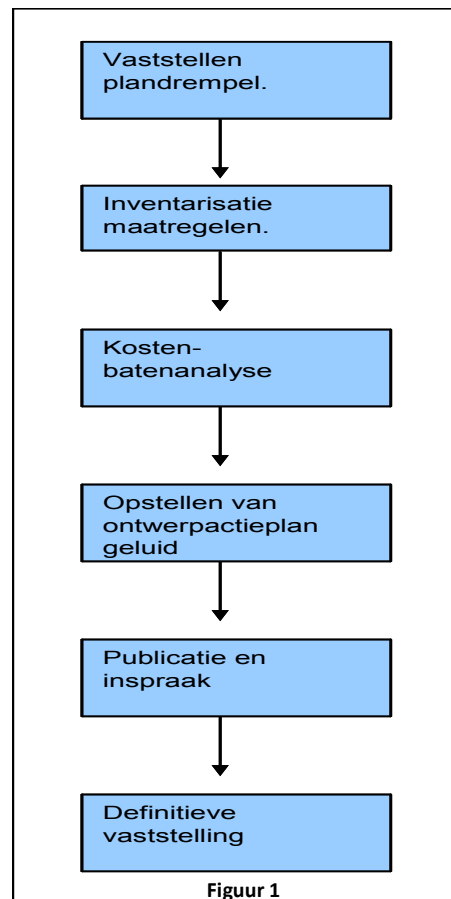 Vaststellen
plandrempel.
Inventarisatie
maatregelen.
Kosten-
batenanalyse
Opstellen van
ontwerpactieplan
geluid
Publicatie en
inspraak
Definitieve
vaststelling
Figuur 1